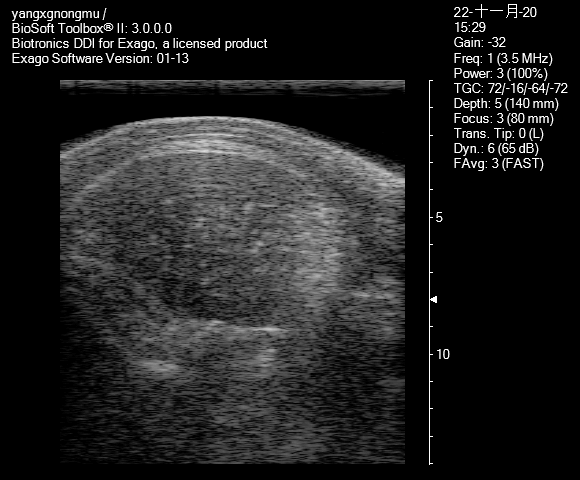 yangxgnongmu /
BioSoft Toolbox® II: 3.0.0.0
Biotronics DDI for Exago, a licensed product
Exago Software Version: 01-13
22-十一月-20
15:29
Gain: -32
Freq: 1 (3.5 MHz)
Power: 3 (100%)
TGC: 72/-16/-64/-72
Depth: 5 (140 mm)
Focus: 3 (80 mm)
Trans. Tip: 0 (L)
Dyn.: 6 (65 dB)
FAvg: 3 (FAST)
5
10